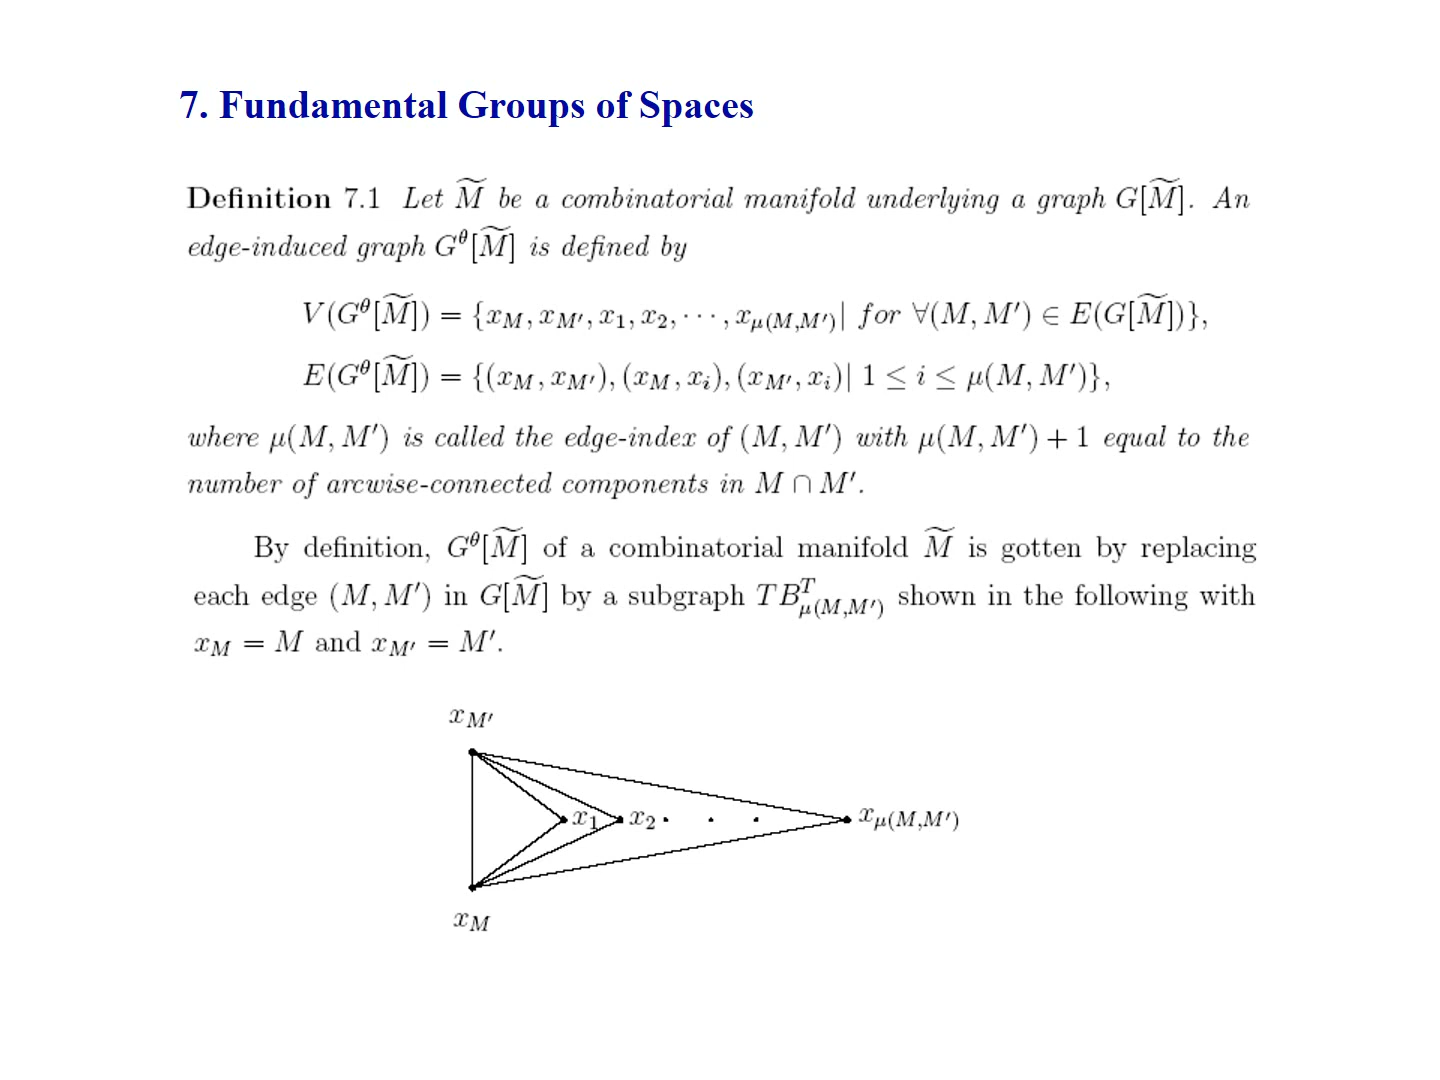 7. Fundamental Groups of Spaces
Definition 7.1 Let M̃ be a combinatorial manifold underlying a graph G[M̃]. An
edge-induced graph G^θ[M̃] is defined by
V(G^θ[M̃]) = {x_M, x_M′, x_1, x_2, · · · , x_μ(M,M′)| for ∀(M, M′) ∈ E(G[M̃])},
E(G^θ[M̃]) = {(x_M, x_M′), (x_M, x_i), (x_M′, x_i)| 1 ≤ i ≤ μ(M, M′)},
where μ(M, M′) is called the edge-index of (M, M′) with μ(M, M′) + 1 equal to the
number of arcwise-connected components in M ∩ M′.
By definition, G^θ[M̃] of a combinatorial manifold M̃ is gotten by replacing
each edge (M, M′) in G[M̃] by a subgraph TB^T_μ(M,M′) shown in the following with
x_M = M and x_M′ = M′.
x_M′
x_1 x_2 · · · x_μ(M,M′)
x_M